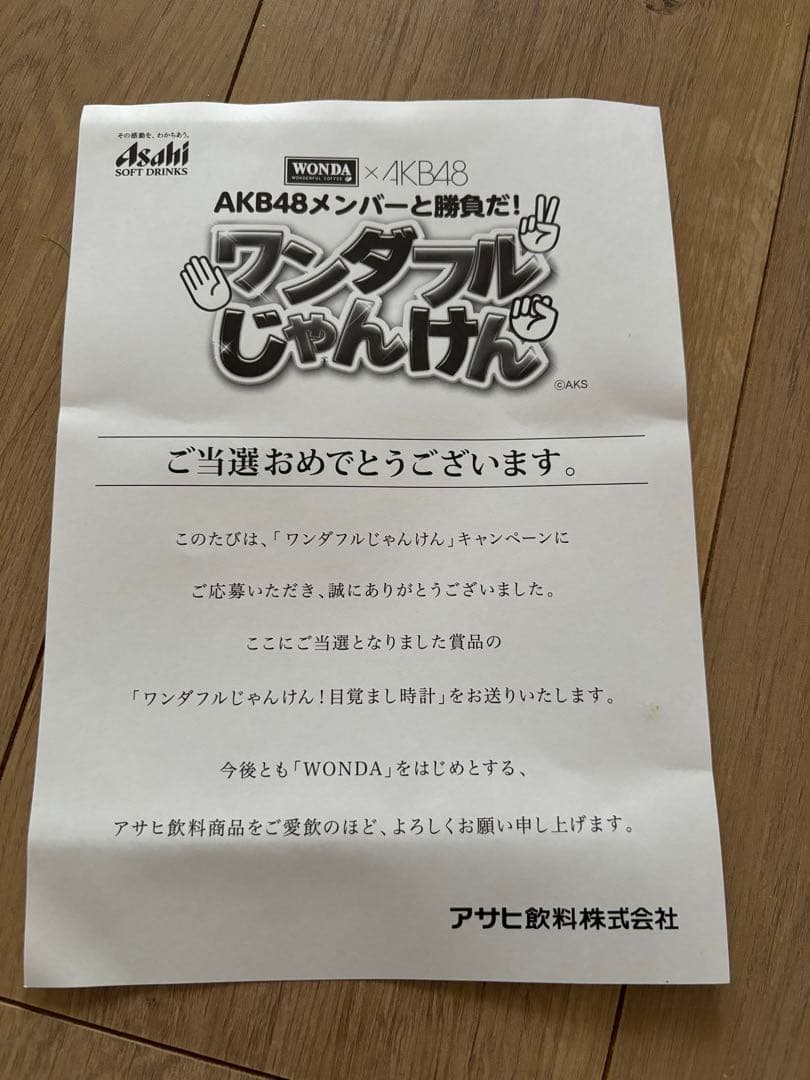 その感動を、わかちあう。
Asahi
SOFT DRINKS
WONDA
WONDERFUL COFFEE
×AKB48
AKB48メンバーと勝負だ!
ワンダフル
じゃんけん
©AKS
ご当選おめでとうございます。
このたびは、「ワンダフルじゃんけん」キャンペーンに
ご応募いただき、誠にありがとうございました。
ここにご当選となりました賞品の
「ワンダフルじゃんけん!目覚まし時計」をお送りいたします。
今後とも「WONDA」をはじめとする、
アサヒ飲料商品をご愛飲のほど、よろしくお願い申し上げます。
アサヒ飲料株式会社